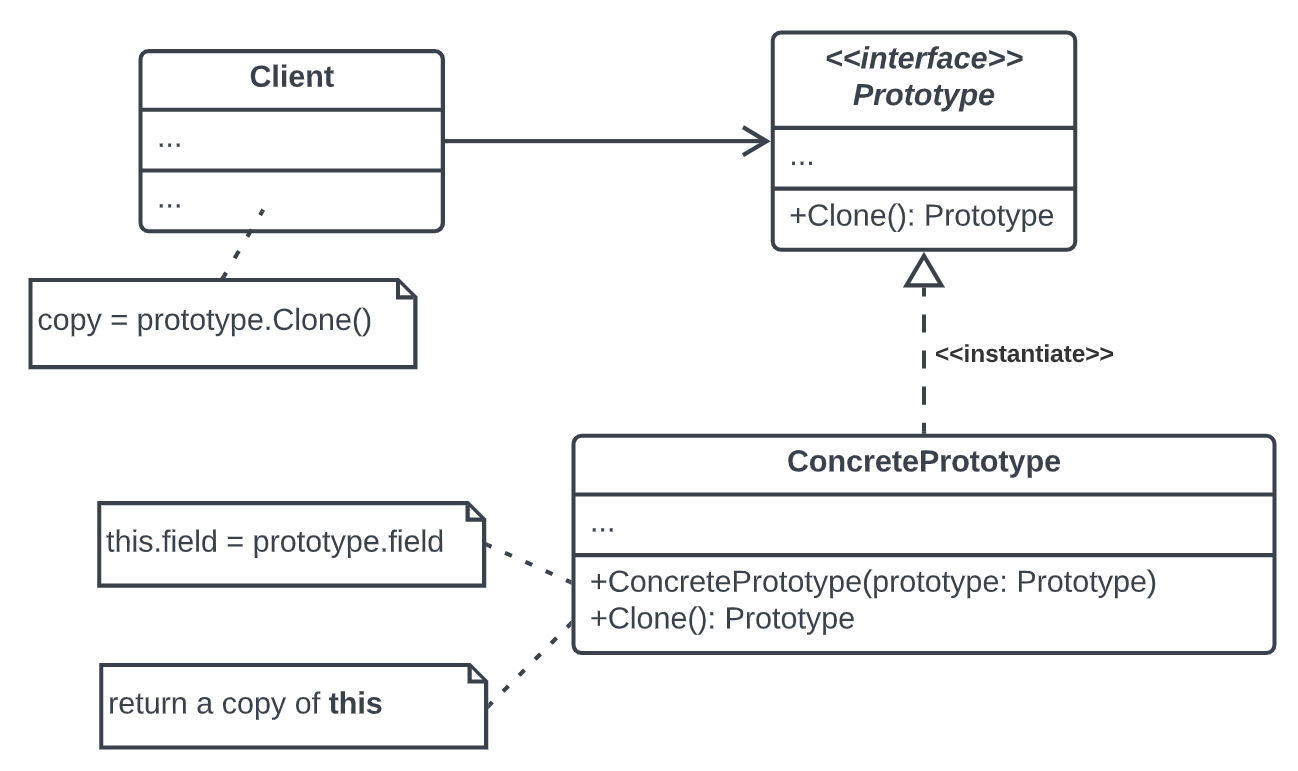 Client
...
...
copy = prototype.Clone()
<<interface>>
Prototype
...
+Clone(): Prototype
<<instantiate>>
ConcretePrototype
...
+ConcretePrototype(prototype: Prototype)
+Clone(): Prototype
this.field = prototype.field
return a copy of this